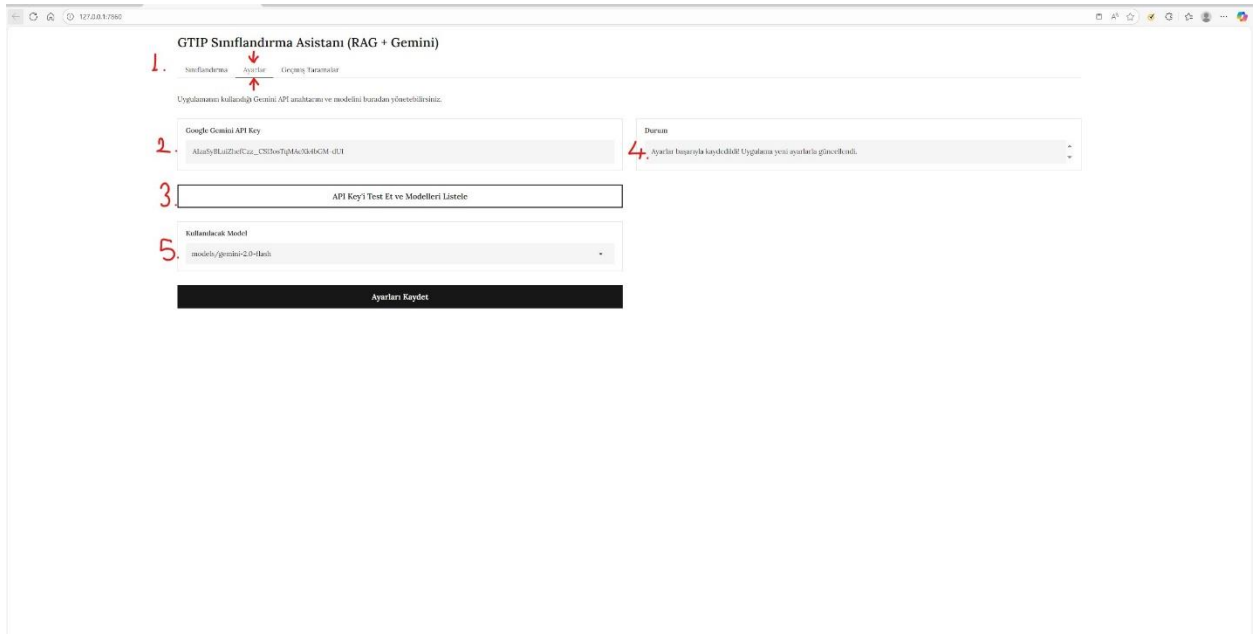 127.0.0.1:7860
GTIP Sınıflandırma Asistanı (RAG + Gemini)
1.
Sınıflandırma Ayarlar Geçmiş Taramalar
Uygulamanın kullandığı Gemini API anahtarını ve modelini buradan yönetebilirsiniz.
Google Gemini API Key
2.
Durum
4.
Ayarlar başarıyla kaydedildi! Uygulama yeni ayarlarla güncellendi.
3.
API Key'i Test Et ve Modelleri Listele
Kullanılacak Model
5.
models/gemini-2.0-flash
Ayarları Kaydet